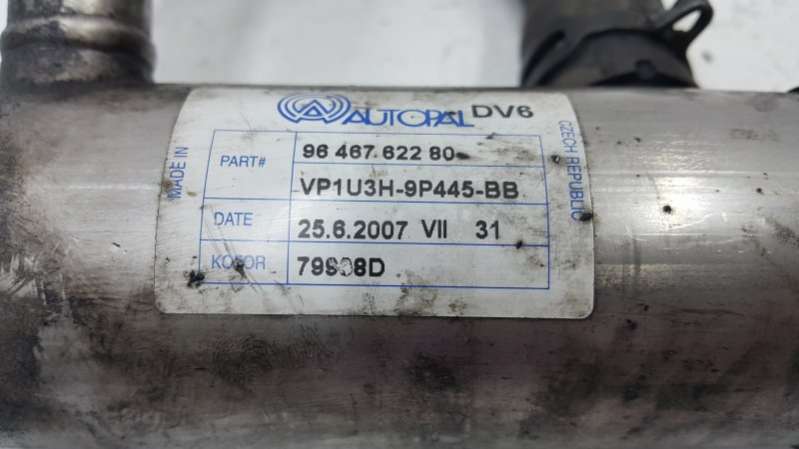 AUTOPAL DV6
MADE IN
PART# 96 467 622 80
VP1U3H-9P445-BB
DATE 25.6.2007 VII 31
79998D
CZECH REPUBLIC